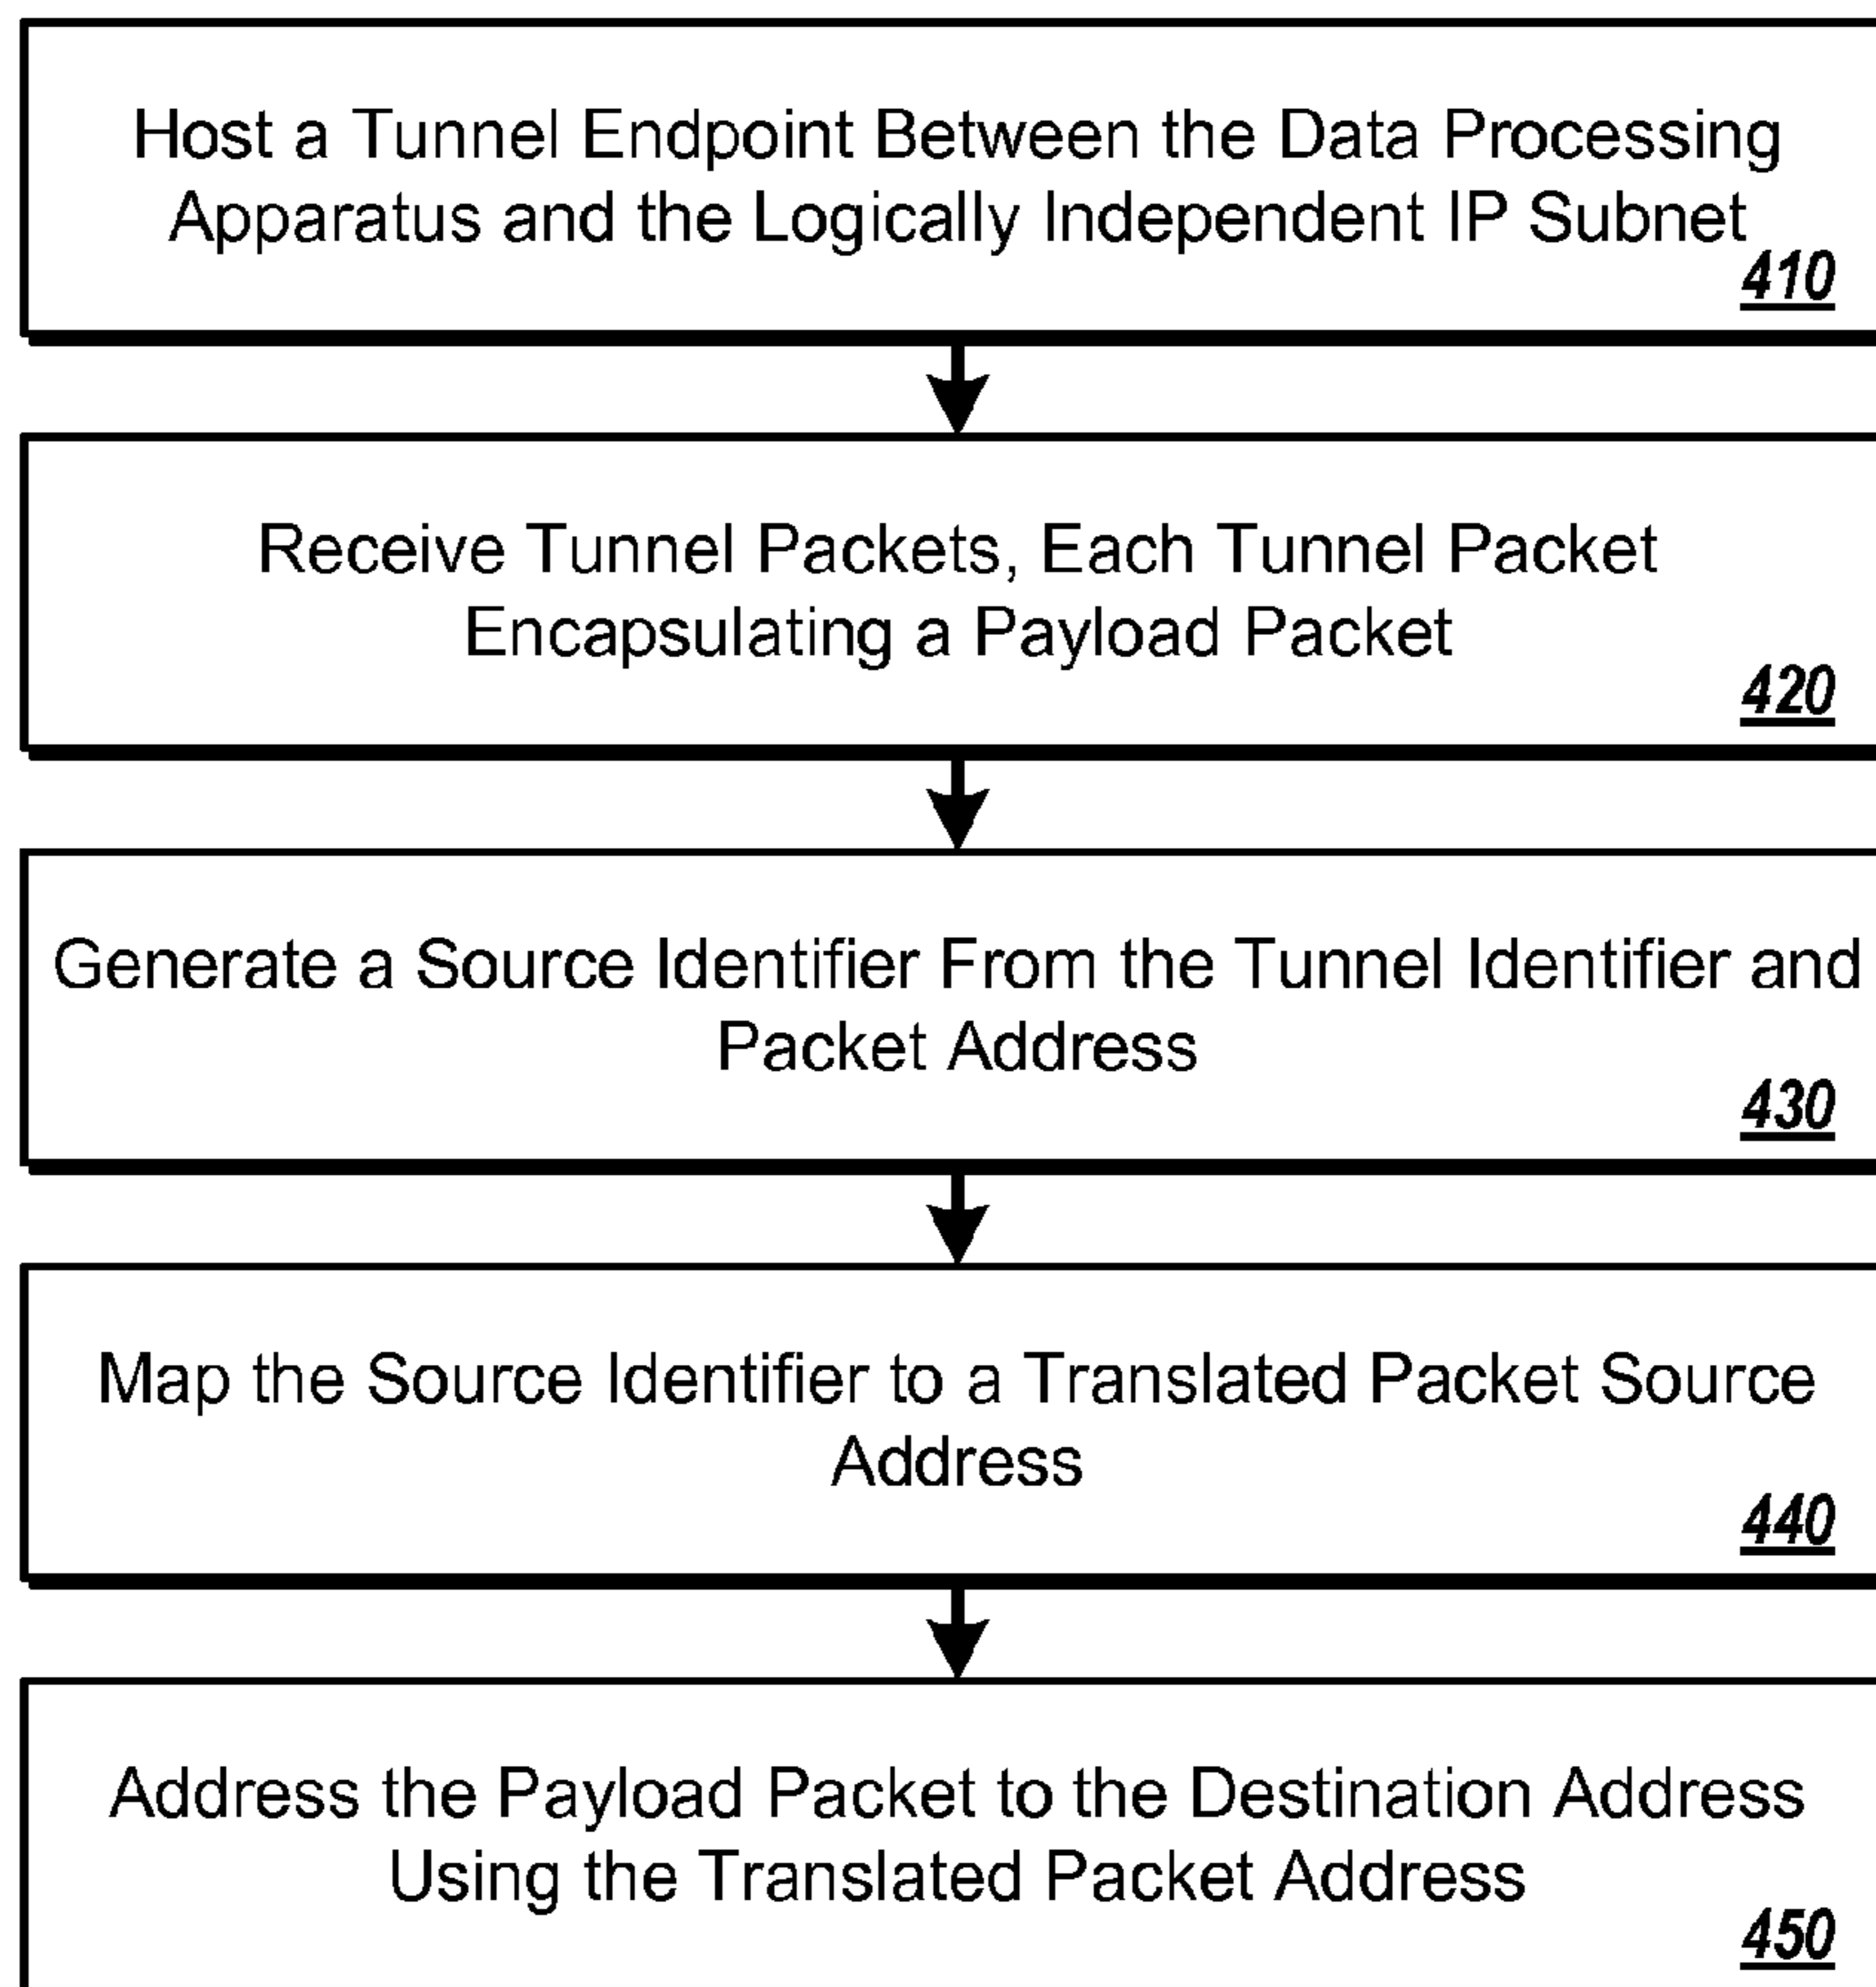 Host a Tunnel Endpoint Between the Data Processing
Apparatus and the Logically Independent IP Subnet
410
Receive Tunnel Packets, Each Tunnel Packet
Encapsulating a Payload Packet
420
Generate a Source Identifier From the Tunnel Identifier and
Packet Address
430
Map the Source Identifier to a Translated Packet Source
Address
440
Address the Payload Packet to the Destination Address
Using the Translated Packet Address
450